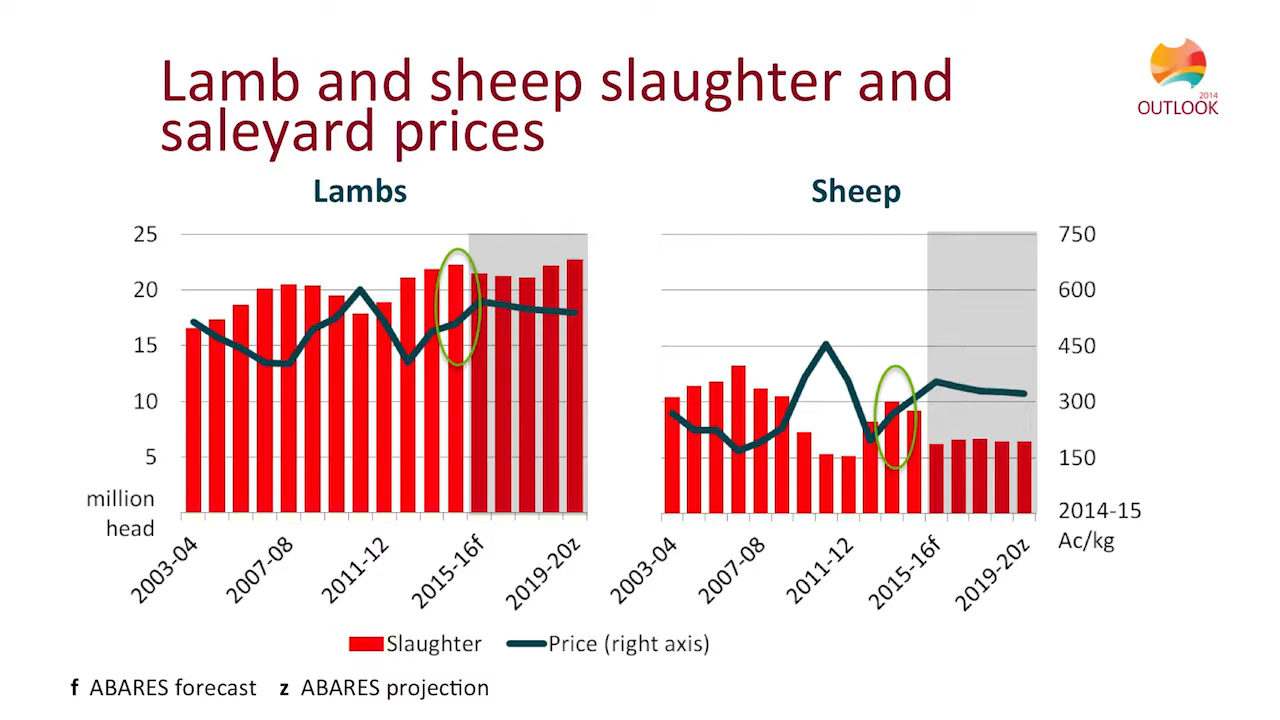 Lamb and sheep slaughter and
saleyard prices
2014
OUTLOOK
Lambs
Sheep
25
20
15
10
5
million
head
750
600
450
300
150
2014-15
Ac/kg
2003-04
2007-08
2011-12
2015-16f
2019-20z
2003-04
2007-08
2011-12
2015-16f
2019-20z
Slaughter
Price (right axis)
f ABARES forecast z ABARES projection